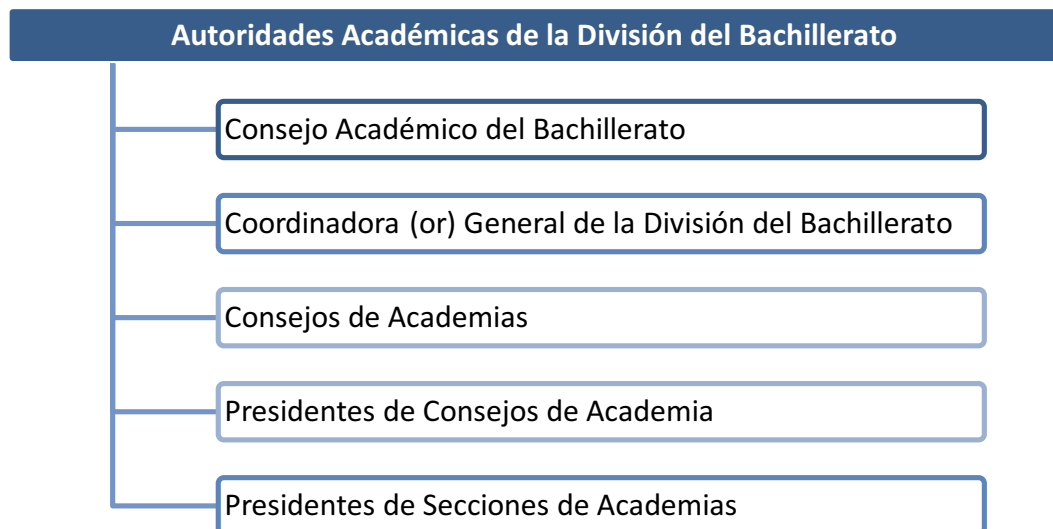 Autoridades Académicas de la División del Bachillerato
Consejo Académico del Bachillerato
Coordinadora (or) General de la División del Bachillerato
Consejos de Academias
Presidentes de Consejos de Academia
Presidentes de Secciones de Academias